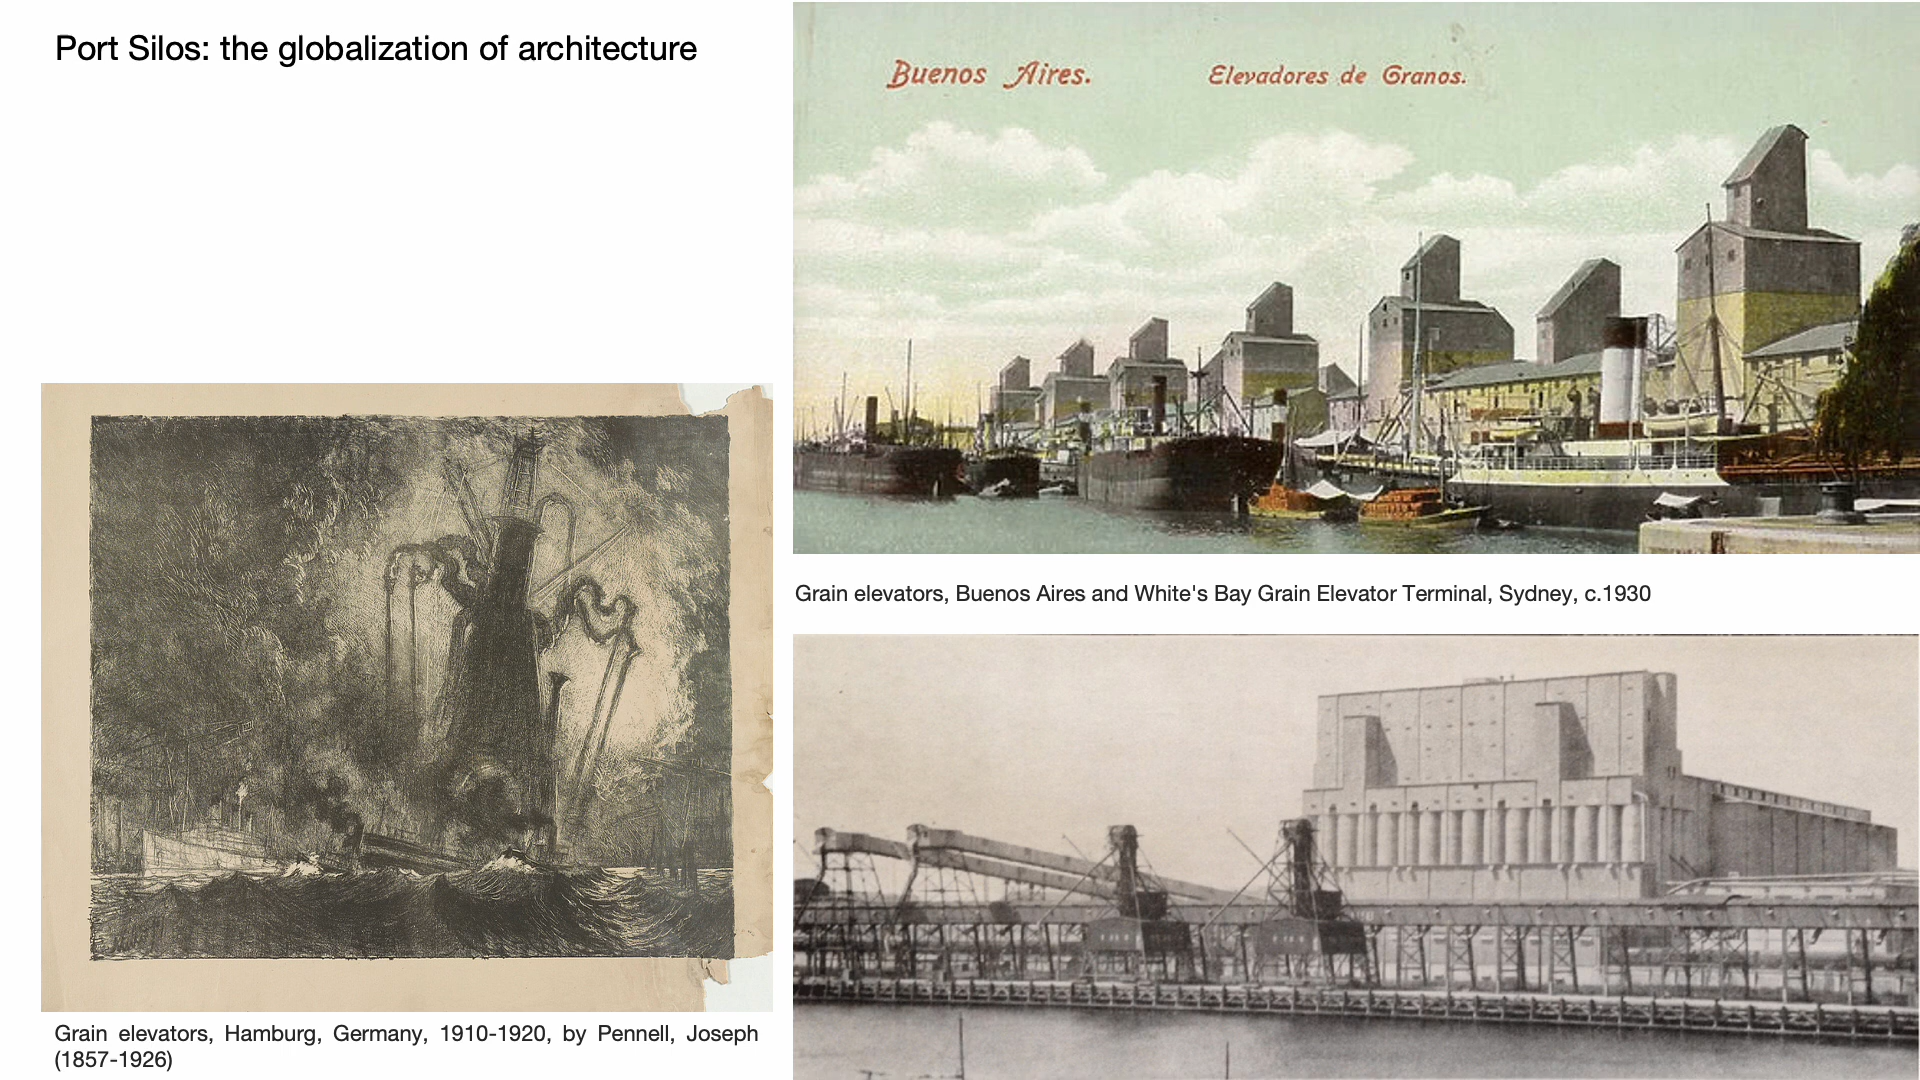 Port Silos: the globalization of architecture
Buenos Aires. Elevadores de Granos.
Grain elevators, Buenos Aires and White's Bay Grain Elevator Terminal, Sydney, c.1930
Grain elevators, Hamburg, Germany, 1910-1920, by Pennell, Joseph
(1857-1926)